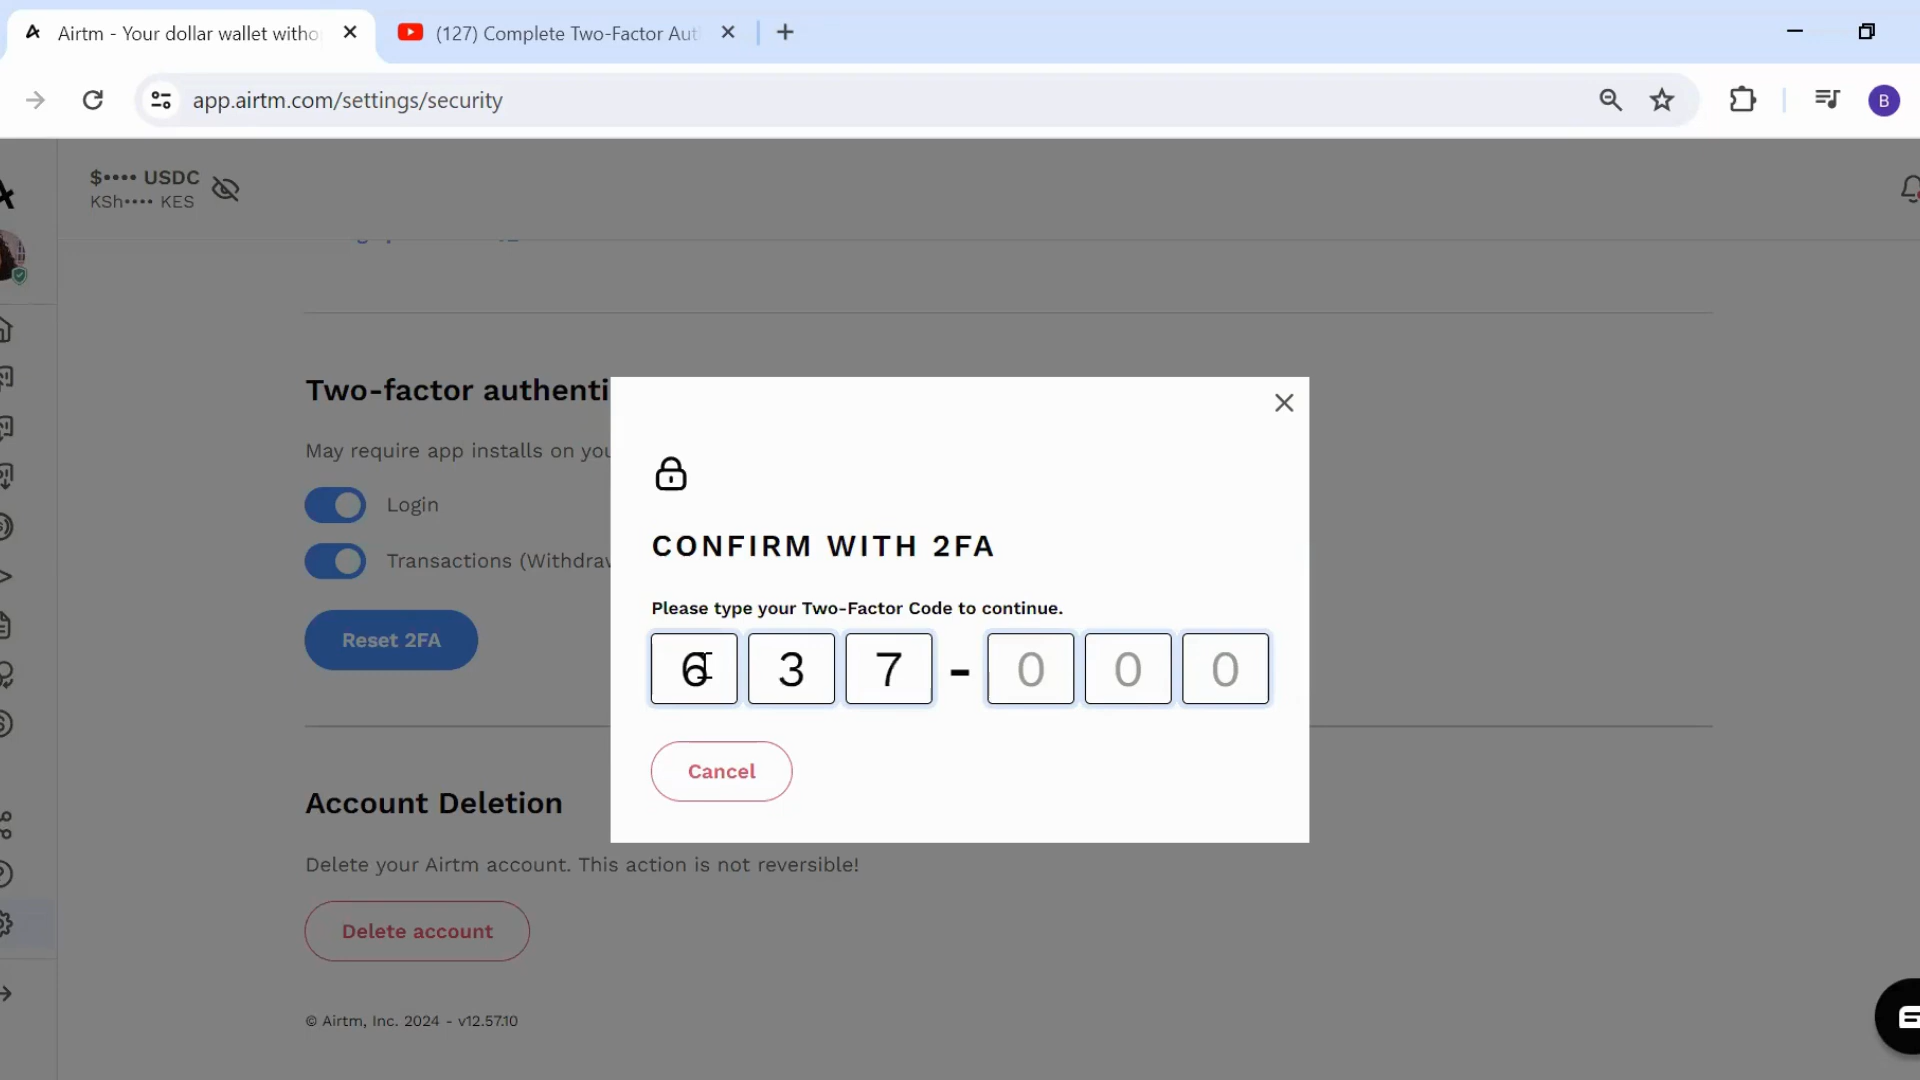 Airtm - Your dollar wallet witho
(127) Complete Two-Factor Aut
app.airtm.com/settings/security
B
$•••• USDC
KSh•••• KES
Two-factor authenti
May require app installs on you
Login
Transactions (Withdraw
Reset 2FA
CONFIRM WITH 2FA
Please type your Two-Factor Code to continue.
6 3 7 - 0 0 0
Cancel
Account Deletion
Delete your Airtm account. This action is not reversible!
Delete account
© Airtm, Inc. 2024 - v12.57.10